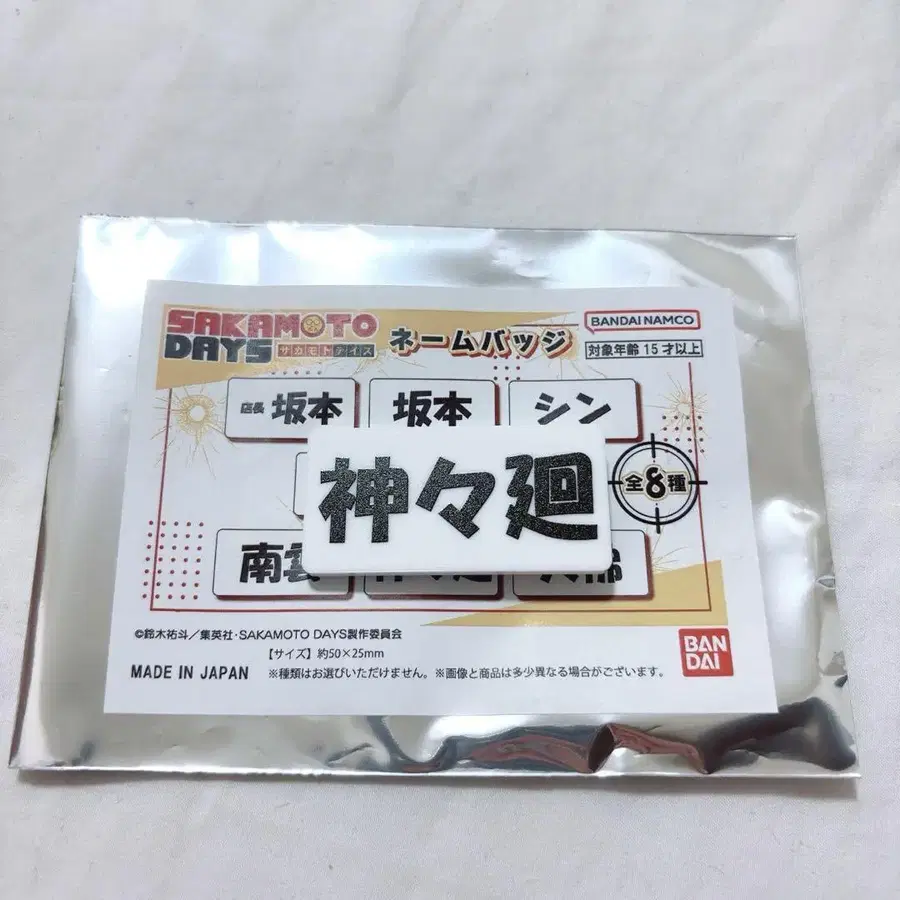 SAKAMOTO DAYS サカモトデイズ
ネームバッジ
BANDAI NAMCO
対象年齢 15才以上
店長 坂本
坂本
シン
神々廻
全8種
南雲
©鈴木祐斗／集英社・SAKAMOTO DAYS製作委員会
【サイズ】約50×25mm
MADE IN JAPAN ※種類はお選びいただけません。※画像と商品は多少異なる場合がございます。
BAN
DAI